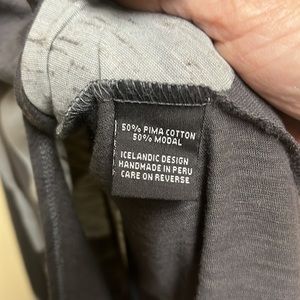 50% PIMA COTTON
50% MODAL
ICELANDIC DESIGN
HANDMADE IN PERU
CARE ON REVERSE